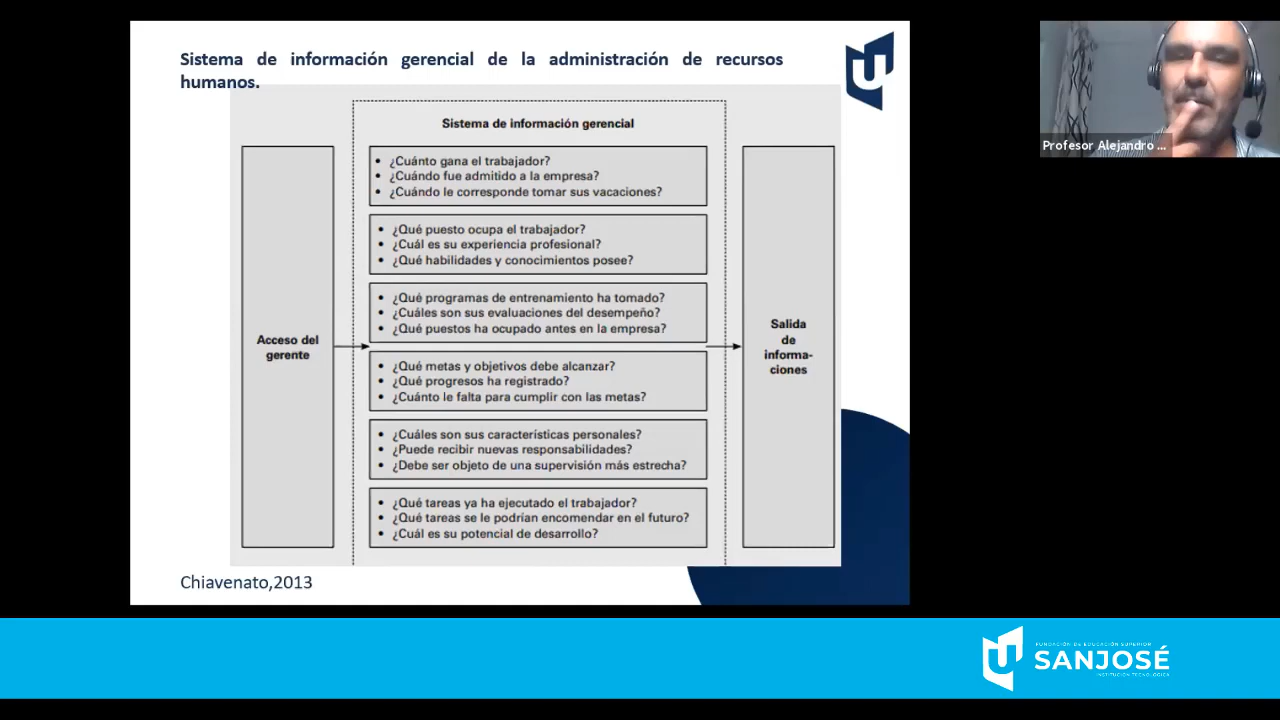 Sistema de información gerencial de la administración de recursos
humanos.
Profesor Alejandro ...
Sistema de información gerencial
Acceso del
gerente
• ¿Cuánto gana el trabajador?
• ¿Cuándo fue admitido a la empresa?
• ¿Cuándo le corresponde tomar sus vacaciones?
• ¿Qué puesto ocupa el trabajador?
• ¿Cuál es su experiencia profesional?
• ¿Qué habilidades y conocimientos posee?
• ¿Qué programas de entrenamiento ha tomado?
• ¿Cuáles son sus evaluaciones del desempeño?
• ¿Qué puestos ha ocupado antes en la empresa?
• ¿Qué metas y objetivos debe alcanzar?
• ¿Qué progresos ha registrado?
• ¿Cuánto le falta para cumplir con las metas?
• ¿Cuáles son sus características personales?
• ¿Puede recibir nuevas responsabilidades?
• ¿Debe ser objeto de una supervisión más estrecha?
• ¿Qué tareas ya ha ejecutado el trabajador?
• ¿Qué tareas se le podrían encomendar en el futuro?
• ¿Cuál es su potencial de desarrollo?
Salida
de
informa-
ciones
Chiavenato,2013
FUNDACIÓN DE EDUCACIÓN SUPERIOR
SANJOSÉ
INSTITUCIÓN TECNOLÓGICA